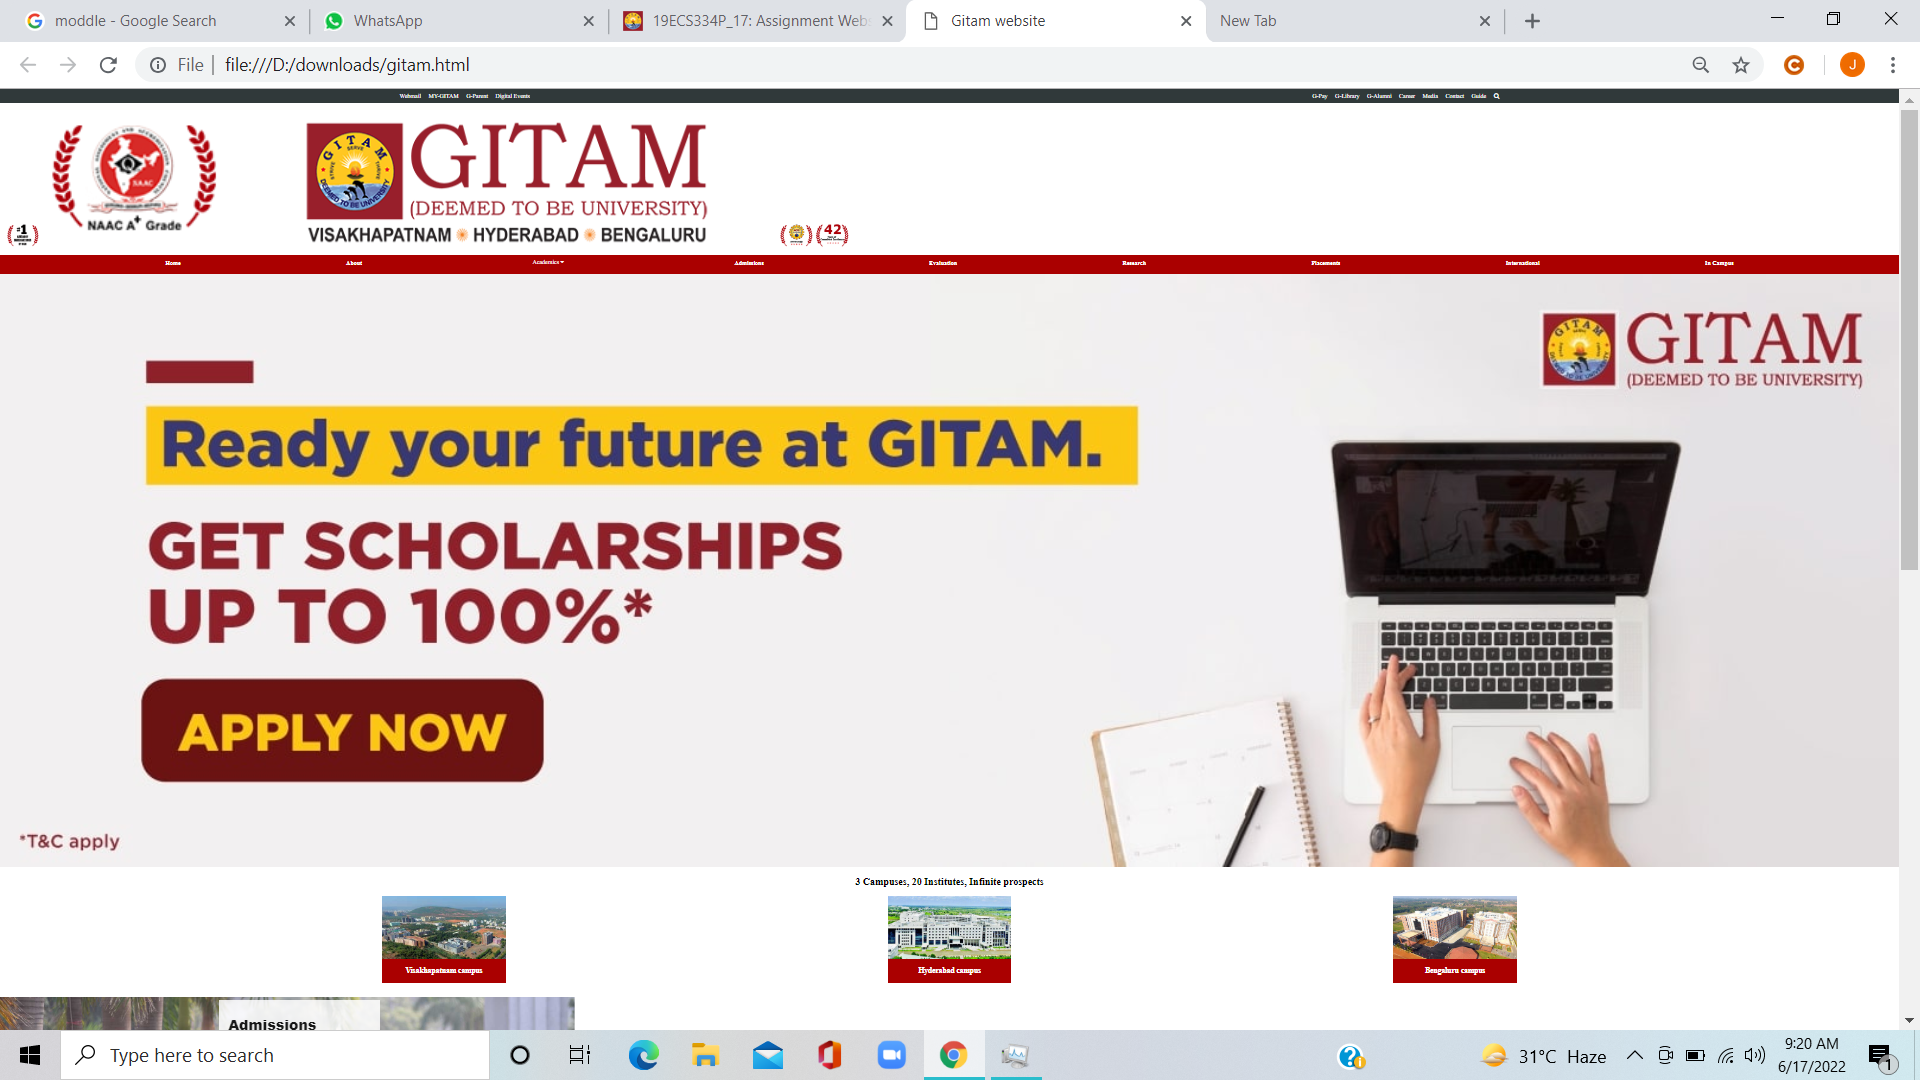 moddle - Google Search
WhatsApp
19ECS334P_17: Assignment Web
Gitam website
New Tab
File
file:///D:/downloads/gitam.html
J
Webmail MY-GITAM G-Parent Digital Events
G-Pay G-Library G-Alumni Career Media Contact Guide
NAAC A+ Grade
GITAM
GITAM
(DEEMED TO BE UNIVERSITY)
VISAKHAPATNAM HYDERABAD BENGALURU
#1
42
Home About Academics Admissions Evaluation Research Placements International In Campus
GITAM
GITAM
(DEEMED TO BE UNIVERSITY)
Ready your future at GITAM.
GET SCHOLARSHIPS
UP TO 100%*
APPLY NOW
*T&C apply
3 Campuses, 20 Institutes, Infinite prospects
Visakhapatnam campus
Hyderabad campus
Bengaluru campus
Admissions
Type here to search
31°C Haze
9:20 AM
6/17/2022
1